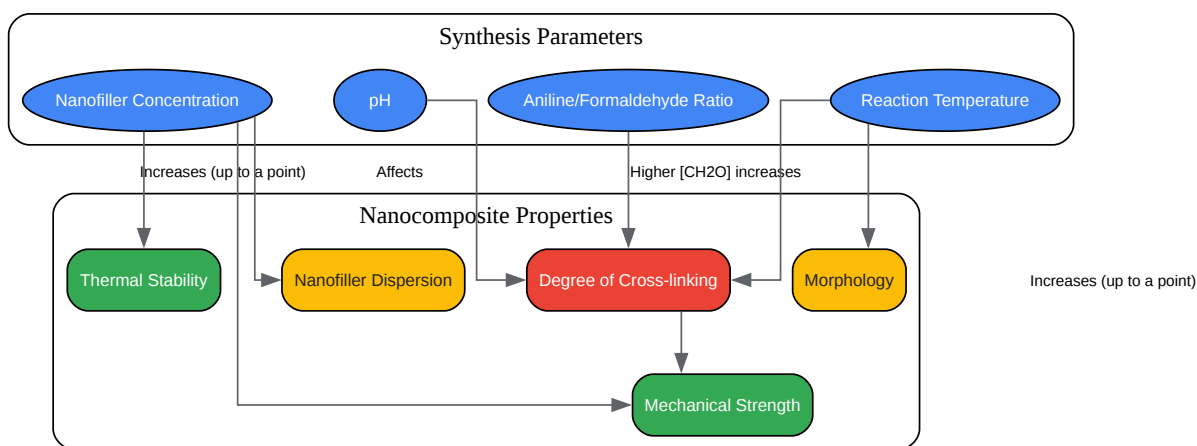 Synthesis Parameters
Nanofiller Concentration
pH
Aniline/Formaldehyde Ratio
Reaction Temperature
Increases (up to a point)
Affects
Higher [CH2O] increases
Nanocomposite Properties
Thermal Stability
Nanofiller Dispersion
Degree of Cross-linking
Morphology
Increases (up to a point)
Mechanical Strength